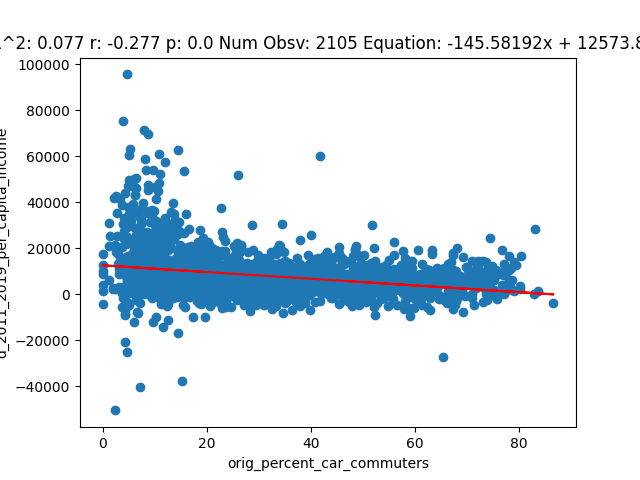 ^2: 0.077 r: -0.277 p: 0.0 Num Obsv: 2105 Equation: -145.58192x + 12573.8
100000
80000
60000
40000
20000
0
−20000
−40000
d_2011_2019_per_capita_income
0 20 40 60 80
orig_percent_car_commuters